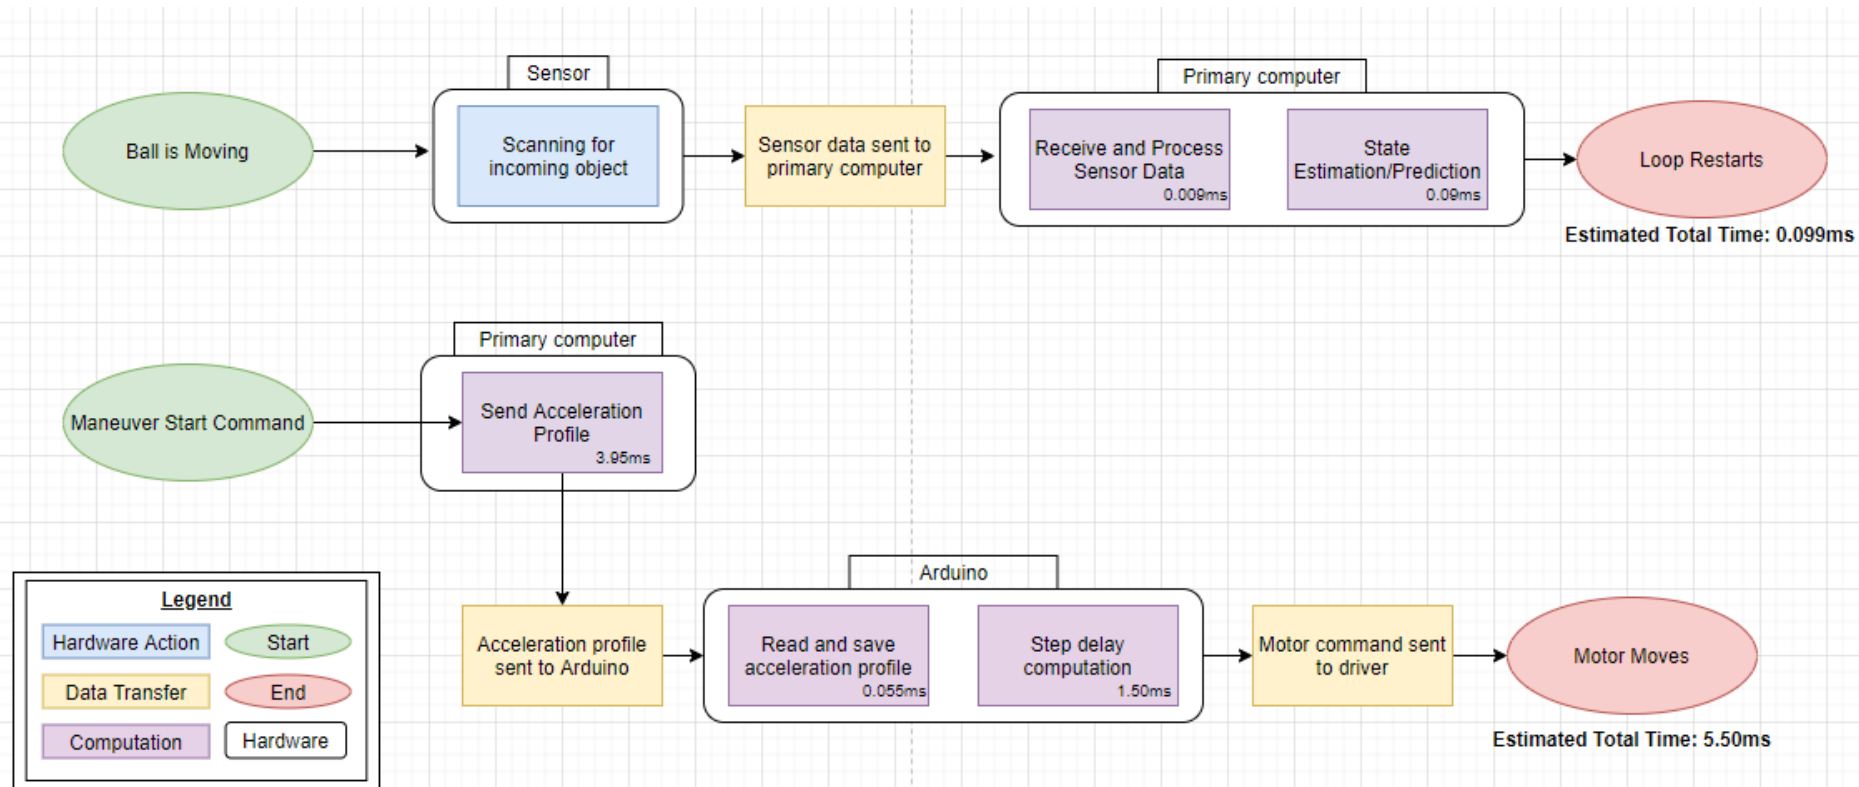 Sensor
Primary computer
Ball is Moving
Scanning for
incoming object
Sensor data sent to
primary computer
Receive and Process
Sensor Data
0.009ms
State
Estimation/Prediction
0.09ms
Loop Restarts
Estimated Total Time: 0.099ms
Primary computer
Maneuver Start Command
Send Acceleration
Profile
3.95ms
Arduino
Acceleration profile
sent to Arduino
Read and save
acceleration profile
0.055ms
Step delay
computation
1.50ms
Motor command sent
to driver
Motor Moves
Estimated Total Time: 5.50ms
Legend
Hardware Action
Start
Data Transfer
End
Computation
Hardware